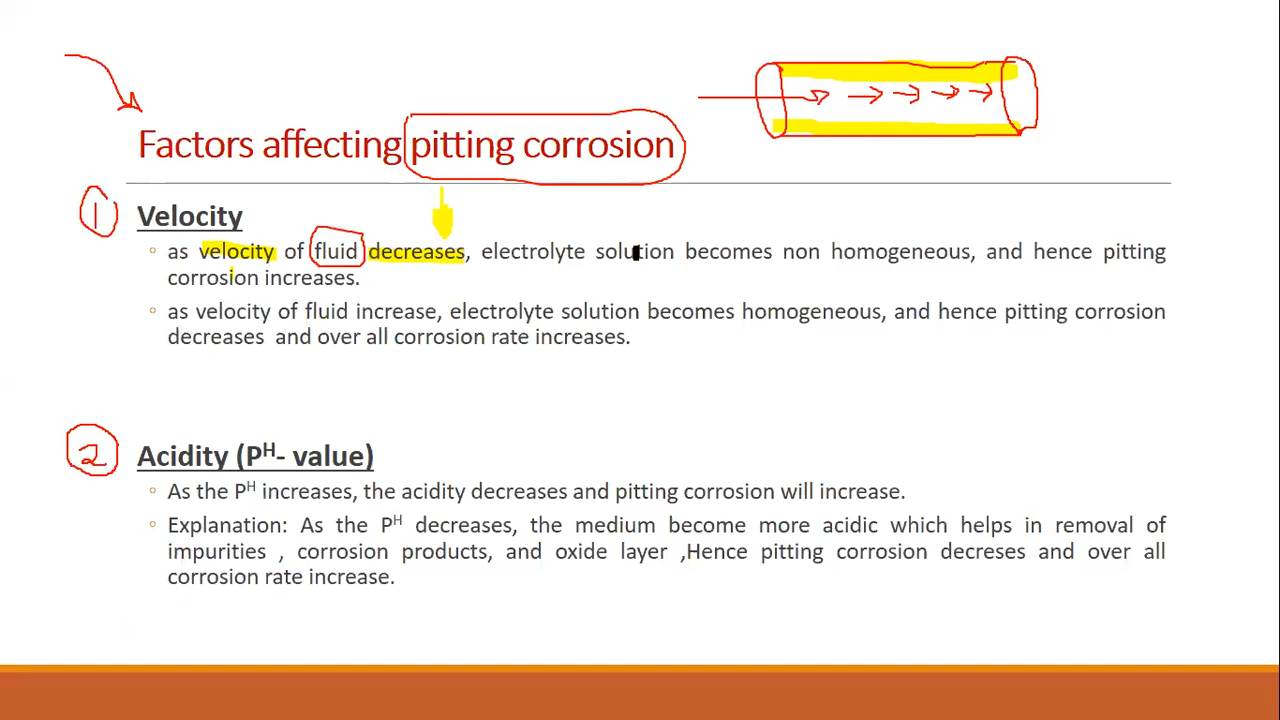 Factors affecting pitting corrosion
1
Velocity
◦ as velocity of fluid decreases, electrolyte solution becomes non homogeneous, and hence pitting
corrosion increases.
◦ as velocity of fluid increase, electrolyte solution becomes homogeneous, and hence pitting corrosion
decreases and over all corrosion rate increases.
2
Acidity (Pᴴ- value)
◦ As the Pᴴ increases, the acidity decreases and pitting corrosion will increase.
◦ Explanation: As the Pᴴ decreases, the medium become more acidic which helps in removal of
impurities , corrosion products, and oxide layer ,Hence pitting corrosion decreses and over all
corrosion rate increase.